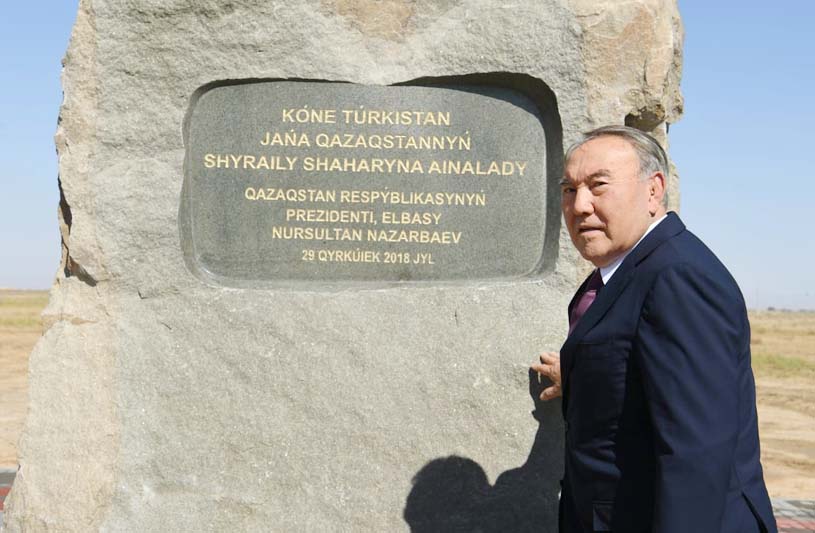 KÓNE TÚRKISTAN
JAŃA QAZAQSTANNYŃ
SHYRAILY SHAHARYNA AINALADY
QAZAQSTAN RESPÝBLIKASYNYŃ
PREZIDENTI, ELBASY
NURSULTAN NAZARBAEV
29 QYRKÚIEK 2018 JYL